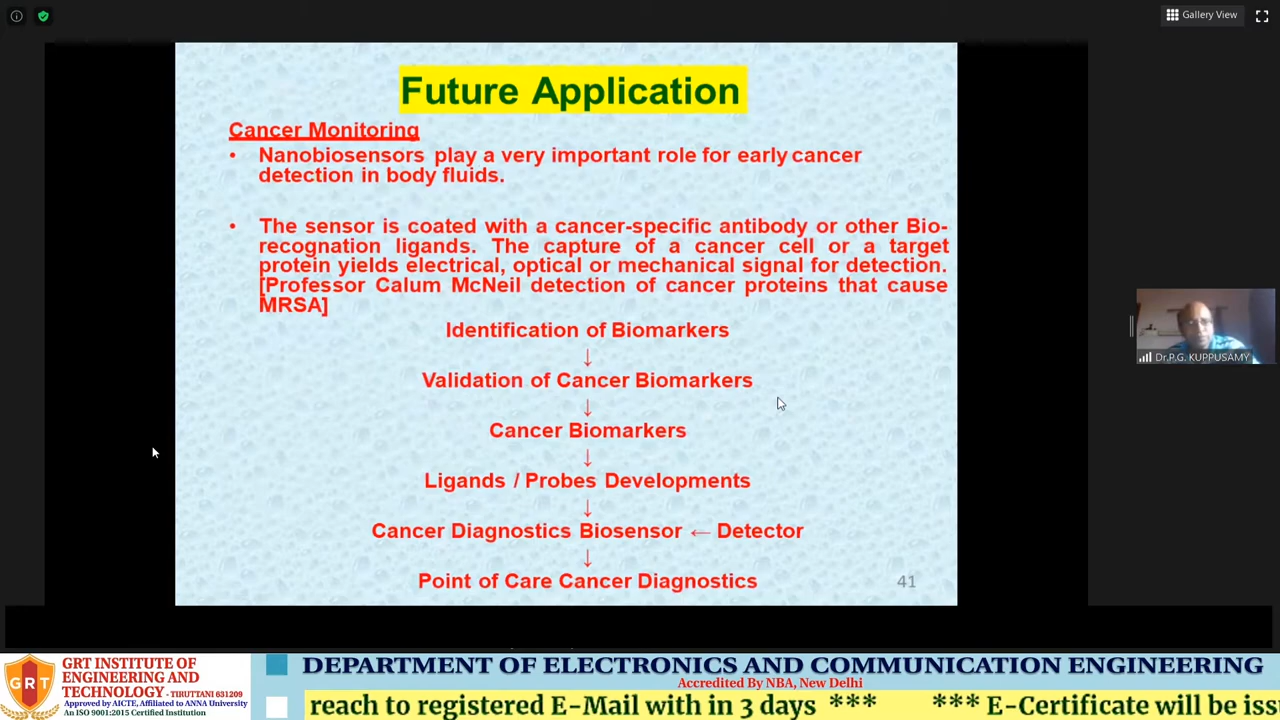 Gallery View
Future Application
Cancer Monitoring
• Nanobiosensors play a very important role for early cancer
detection in body fluids.
• The sensor is coated with a cancer-specific antibody or other Bio-
recognation ligands. The capture of a cancer cell or a target
protein yields electrical, optical or mechanical signal for detection.
[Professor Calum McNeil detection of cancer proteins that cause
MRSA]
Identification of Biomarkers
↓
Validation of Cancer Biomarkers
↓
Cancer Biomarkers
↓
Ligands / Probes Developments
↓
Cancer Diagnostics Biosensor ← Detector
↓
Point of Care Cancer Diagnostics
41
Dr.P.G. KUPPUSAMY
GRT
GRT INSTITUTE OF
ENGINEERING AND
TECHNOLOGY - TIRUTTANI 631209
Approved by AICTE, Affiliated to ANNA University
An ISO 9001:2015 Certified Institution
DEPARTMENT OF ELECTRONICS AND COMMUNICATION ENGINEERING
Accredited By NBA, New Delhi
reach to registered E-Mail with in 3 days *** *** E-Certificate will be iss